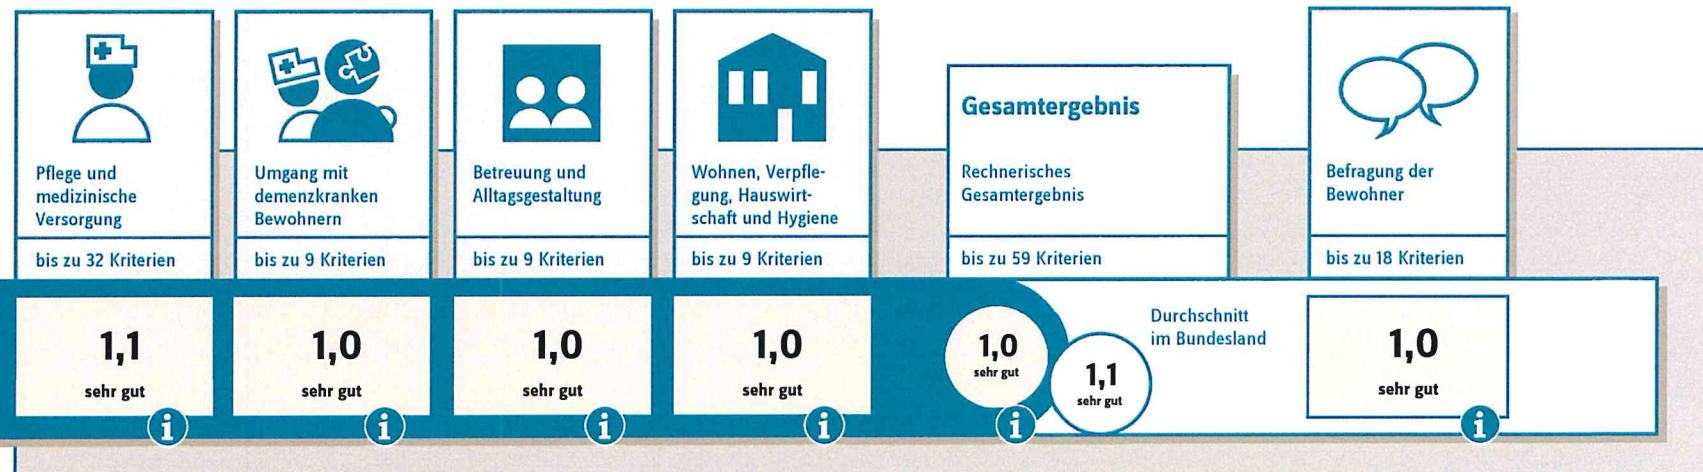 Pflege und
medizinische
Versorgung
bis zu 32 Kriterien
1,1
sehr gut
i
Umgang mit
demenzkranken
Bewohnern
bis zu 9 Kriterien
1,0
sehr gut
i
Betreuung und
Alltagsgestaltung
bis zu 9 Kriterien
1,0
sehr gut
i
Wohnen, Verpfle-
gung, Hauswirt-
schaft und Hygiene
bis zu 9 Kriterien
1,0
sehr gut
i
Gesamtergebnis
Rechnerisches
Gesamtergebnis
bis zu 59 Kriterien
1,0
sehr gut
i
Durchschnitt
im Bundesland
1,1
sehr gut
Befragung der
Bewohner
bis zu 18 Kriterien
1,0
sehr gut
i